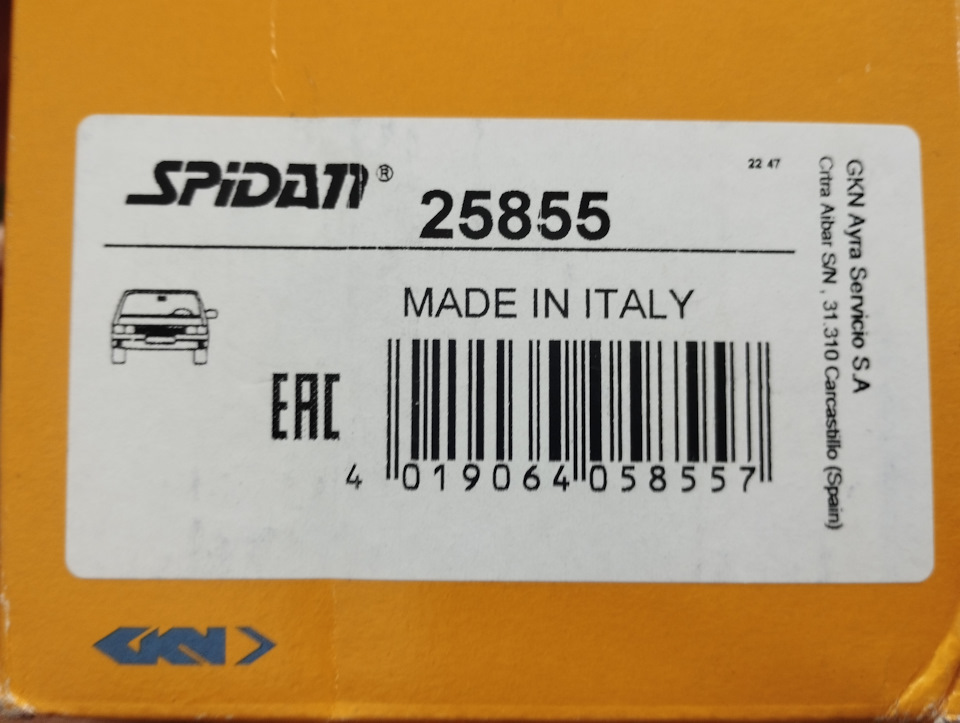 SPIDAN®
25855
22 47
MADE IN ITALY
EAC
4 019064 058557
GKN Ayra Servicio S.A
Crtra Aibar S/N , 31.310 Carcastillo (Spain)
GKN